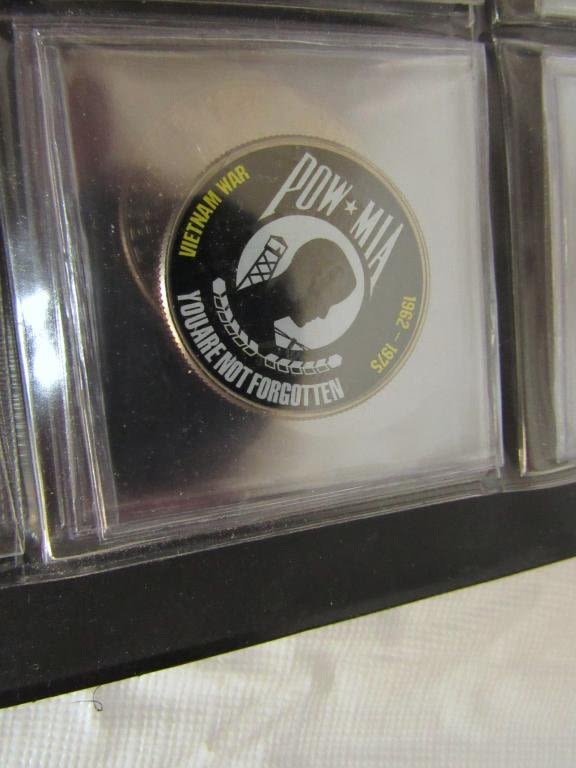 POW ★ MIA
VIETNAM WAR
1962 - 1975
YOU ARE NOT FORGOTTEN